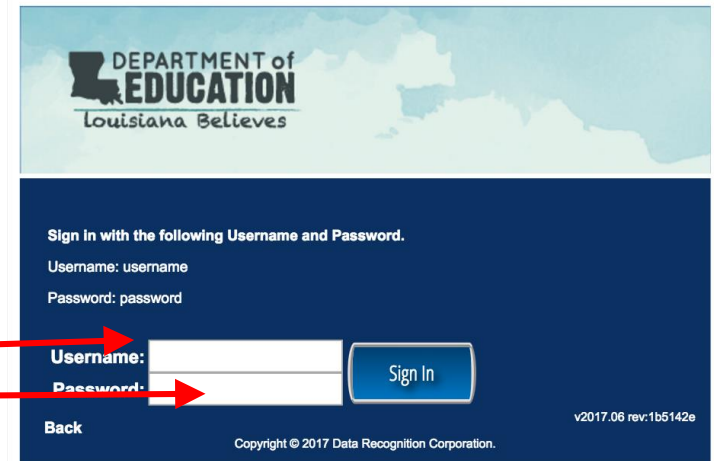 DEPARTMENT of
EDUCATION
Louisiana Believes
Sign in with the following Username and Password.
Username: username
Password: password
Username:
Password:
Sign In
Back
v2017.06 rev:1b5142e
Copyright © 2017 Data Recognition Corporation.